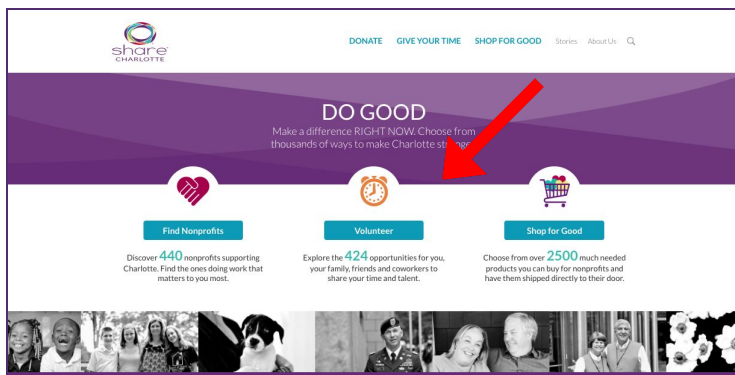 share
CHARLOTTE
DONATE GIVE YOUR TIME SHOP FOR GOOD Stories About Us
DO GOOD
Make a difference RIGHT NOW. Choose from
thousands of ways to make Charlotte
Find Nonprofits
Volunteer
Shop for Good
Discover 440 nonprofits supporting
Charlotte. Find the ones doing work that
matters to you most.
Explore the 424 opportunities for you,
your family, friends and coworkers to
share your time and talent.
Choose from over 2500 much needed
products you can buy for nonprofits and
have them shipped directly to their door.